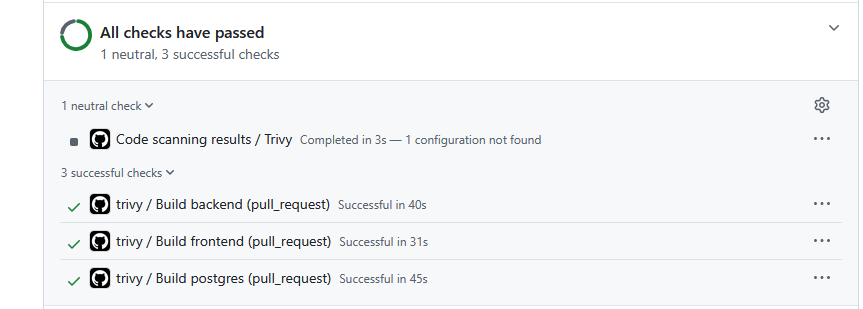 All checks have passed
1 neutral, 3 successful checks
1 neutral check
Code scanning results / Trivy Completed in 3s — 1 configuration not found
3 successful checks
trivy / Build backend (pull_request) Successful in 40s
trivy / Build frontend (pull_request) Successful in 31s
trivy / Build postgres (pull_request) Successful in 45s